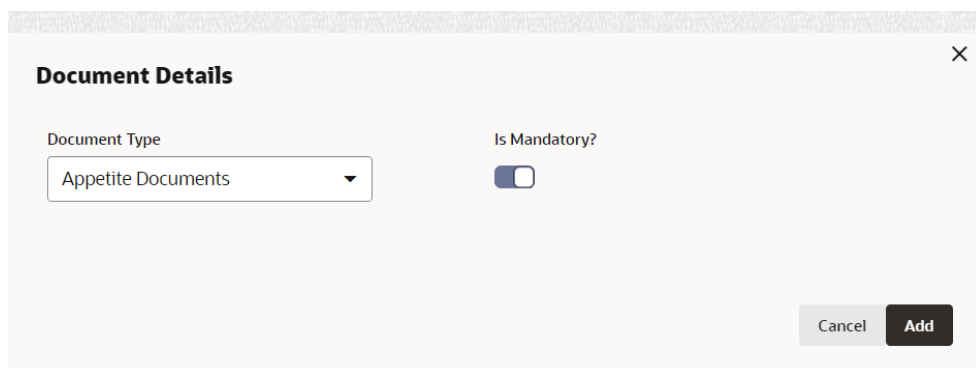 Document Details
Document Type
Is Mandatory?
Appetite Documents
Cancel
Add